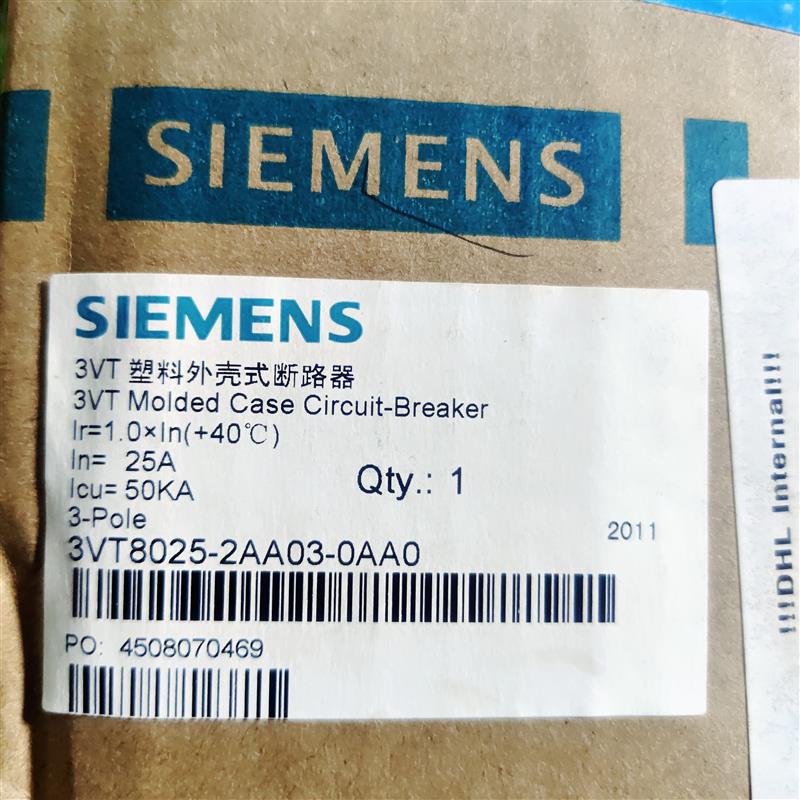 SIEMENS
SIEMENS
3VT 塑料外壳式断路器
3VT Molded Case Circuit-Breaker
Ir=1.0×In(+40℃)
In= 25A
Icu= 50KA
Qty.: 1
3-Pole
2011
3VT8025-2AA03-0AA0
PO: 4508070469
!!!DHL Internal!!!